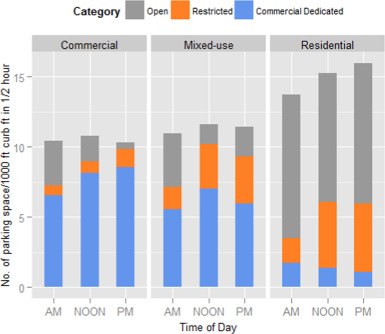 Category Open Restricted Commercial Dedicated
Commercial Mixed-use Residential
No. of parking space/1000 ft curb ft in 1/2 hour
15
10
5
0
AM NOON PM AM NOON PM AM NOON PM
Time of Day